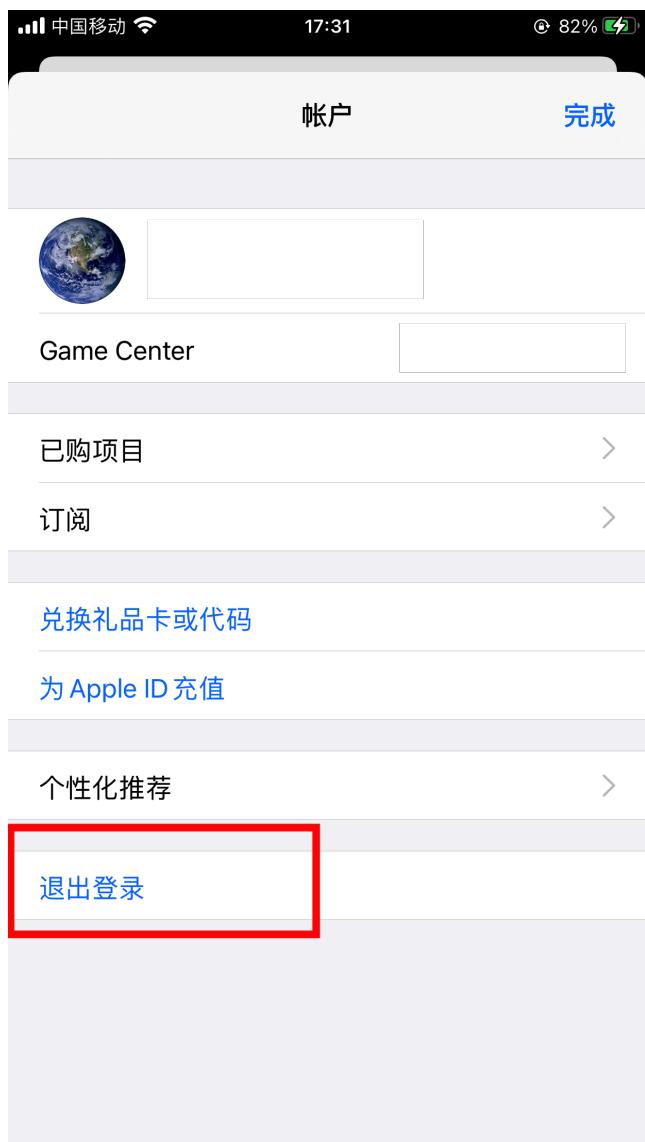 中国移动 17:31 82%
帐户 完成
Game Center
已购项目
订阅
兑换礼品卡或代码
为 Apple ID 充值
个性化推荐
退出登录